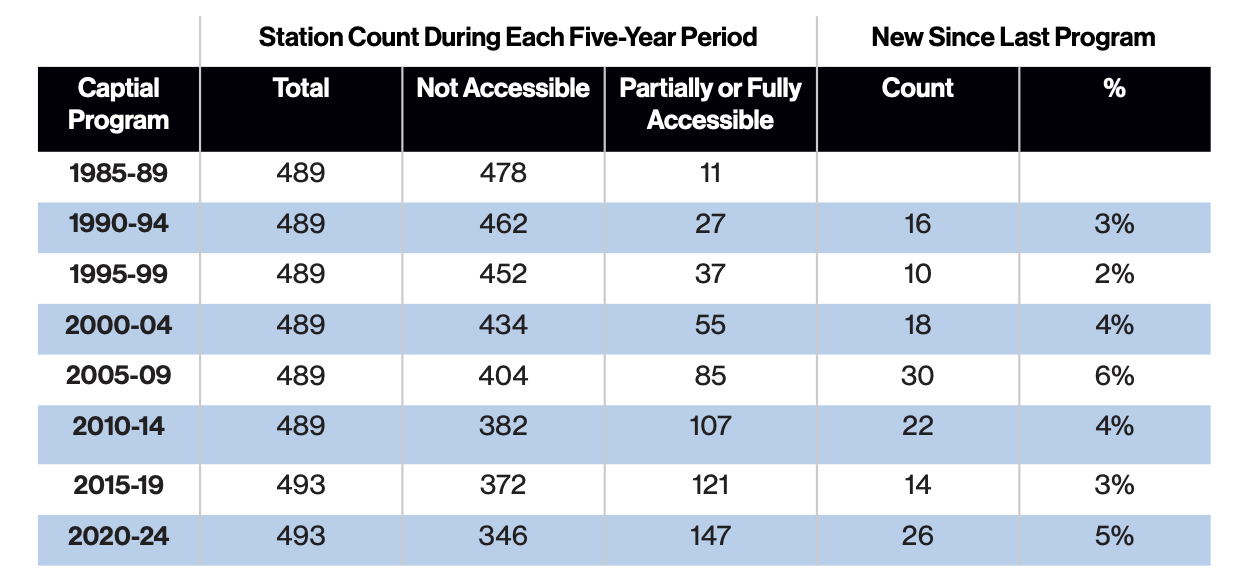 Station Count During Each Five-Year Period New Since Last Program
Captial Total Not Accessible Partially or Fully Count %
Program Accessible
1985-89 489 478 11
1990-94 489 462 27 16 3%
1995-99 489 452 37 10 2%
2000-04 489 434 55 18 4%
2005-09 489 404 85 30 6%
2010-14 489 382 107 22 4%
2015-19 493 372 121 14 3%
2020-24 493 346 147 26 5%